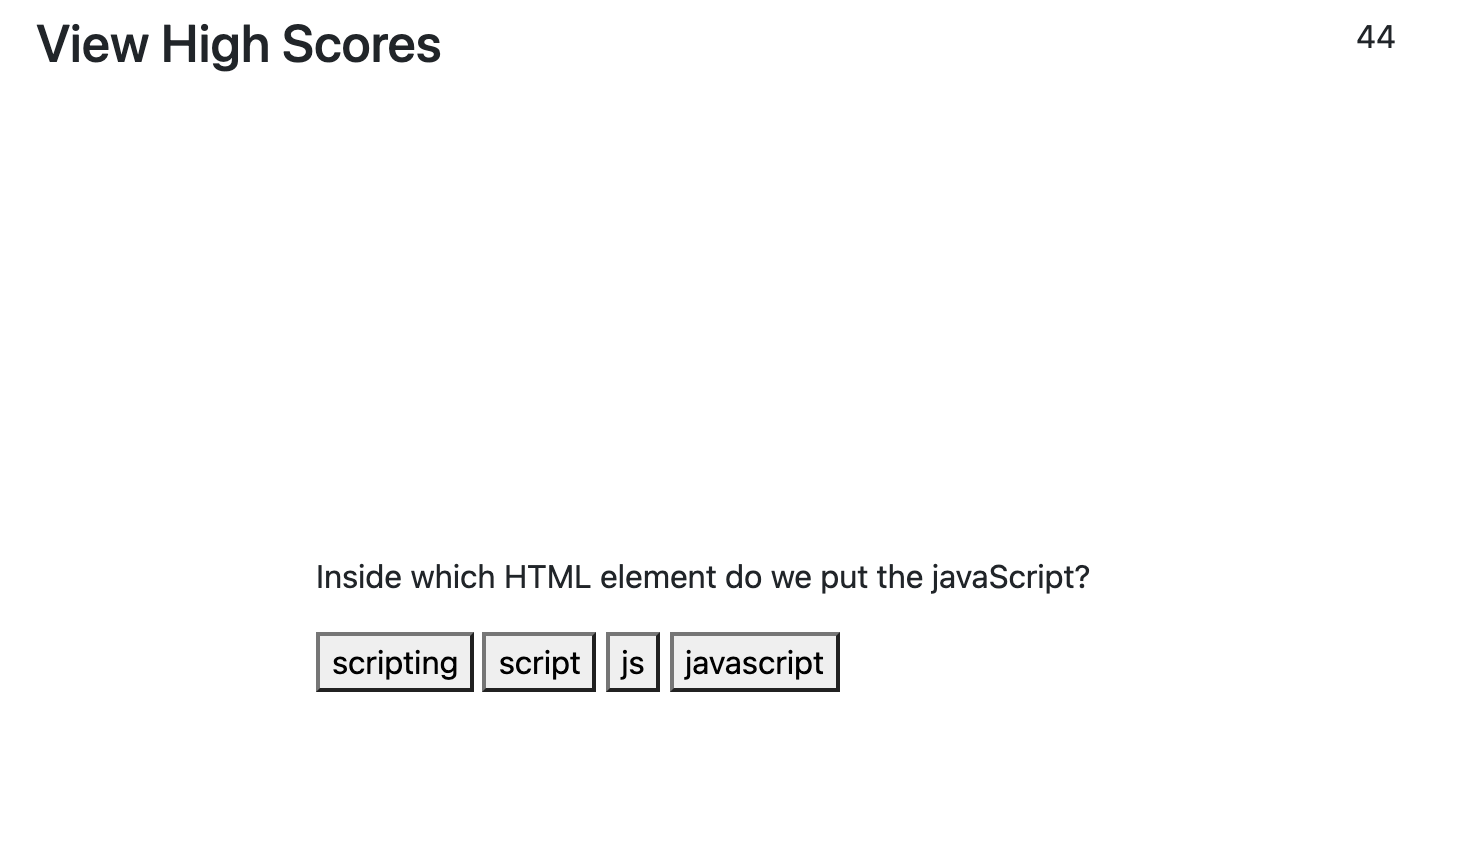 View High Scores
44
Inside which HTML element do we put the javaScript?
scripting script js javascript